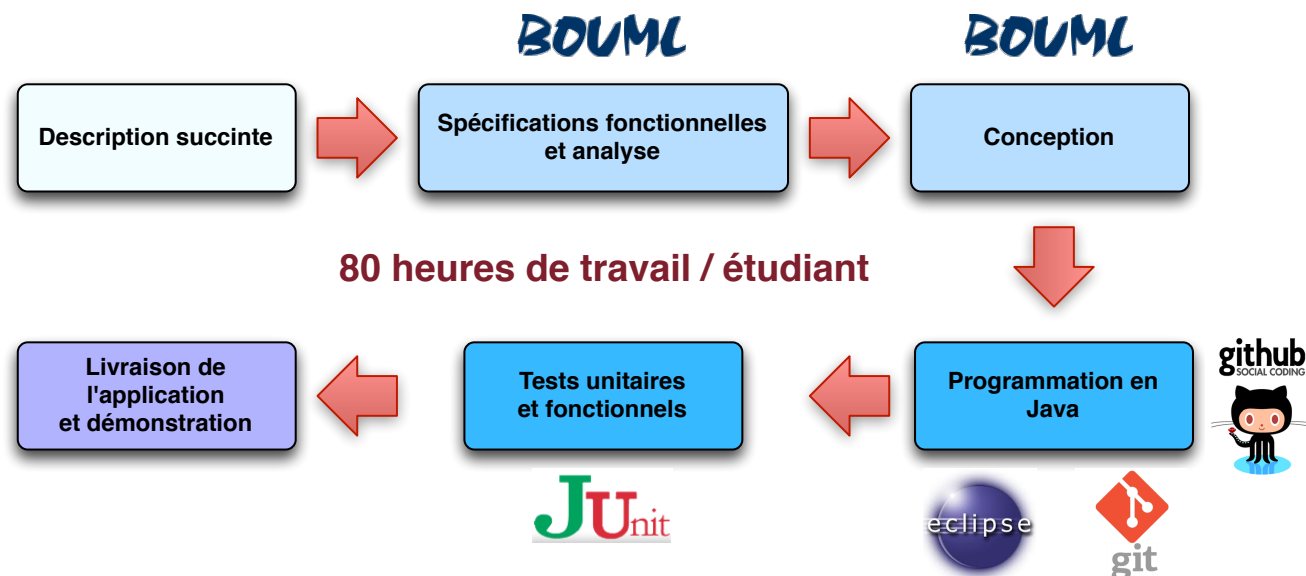 BOUML
BOUML
Description succinte
Spécifications fonctionnelles
et analyse
Conception
80 heures de travail / étudiant
Livraison de
l'application
et démonstration
Tests unitaires
et fonctionnels
Programmation en
Java
github
SOCIAL CODING
JUnit
eclipse
git